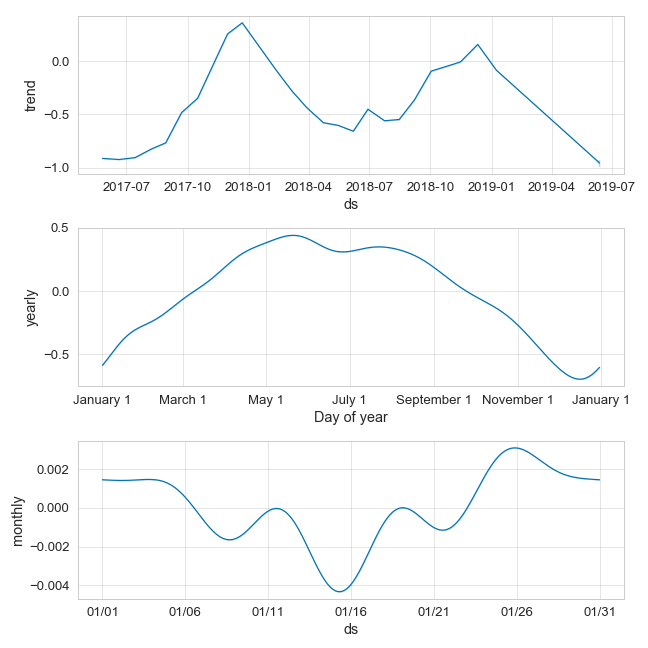 trend
0.0
−0.5
−1.0
2017-07 2017-10 2018-01 2018-04 2018-07 2018-10 2019-01 2019-04 2019-07
ds
yearly
0.5
0.0
−0.5
January 1 March 1 May 1 July 1 September 1 November 1 January 1
Day of year
monthly
0.002
0.000
−0.002
−0.004
01/01 01/06 01/11 01/16 01/21 01/26 01/31
ds